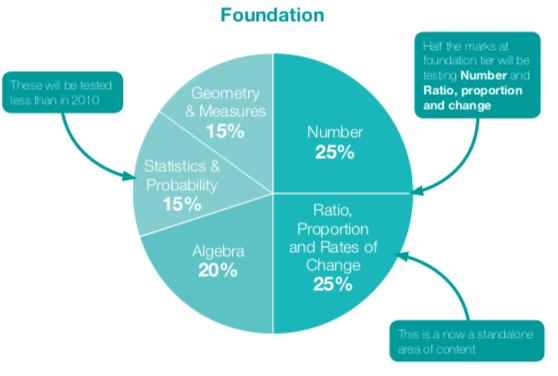 Foundation
Half the marks at
foundation tier will be
testing Number and
Ratio, proportion
and change
These will be tested
less than in 2010
Geometry
& Measures
15%
Number
25%
Statistics &
Probability
15%
Ratio,
Proportion
and Rates of
Change
25%
Algebra
20%
This is a now a standalone
area of content